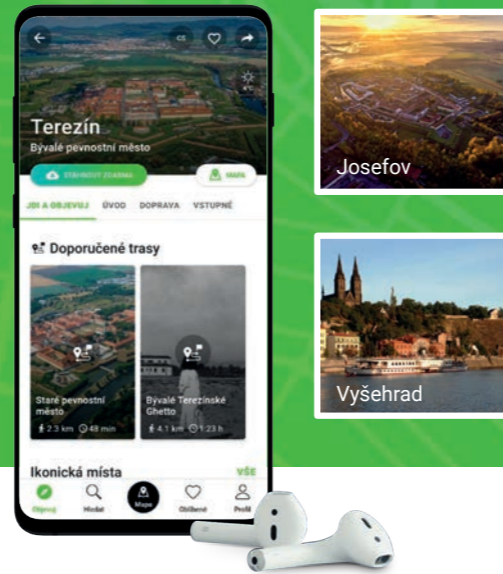 CS
Terezín
Bývalé pevnostní město
STÁHNOUT ZDARMA
MAPA
JDI A OBJEVUJ ÚVOD DOPRAVA VSTUPNÉ
Doporučené trasy
Staré pevnostní
město
2.3 km 48 min
Bývalé Terezínské
Ghetto
4.1 km 1:23 h
Ikonická místa VŠE
Objevuj Hledat Mapa Oblíbené Profil
Josefov
Vyšehrad